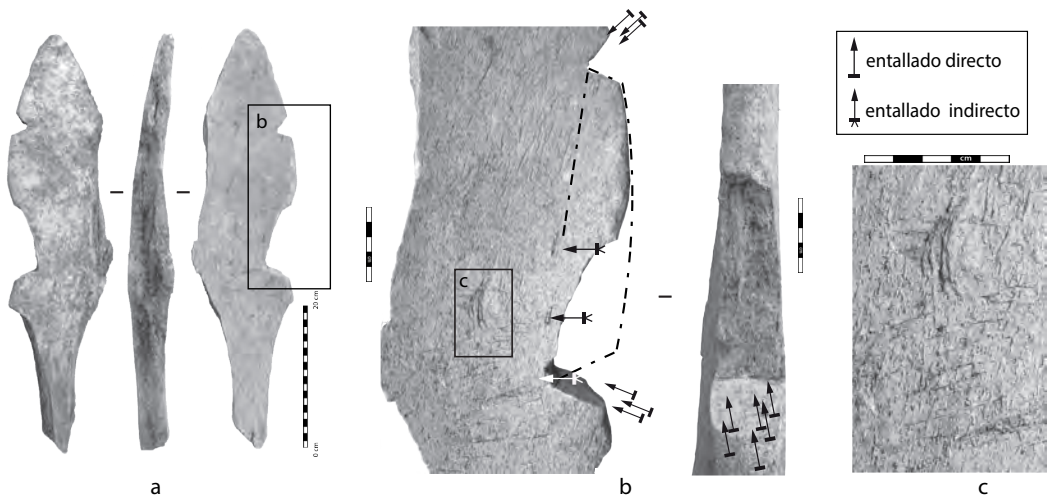 b
20 cm
0 cm
a
c
b
entallado directo
entallado indirecto
cm
c